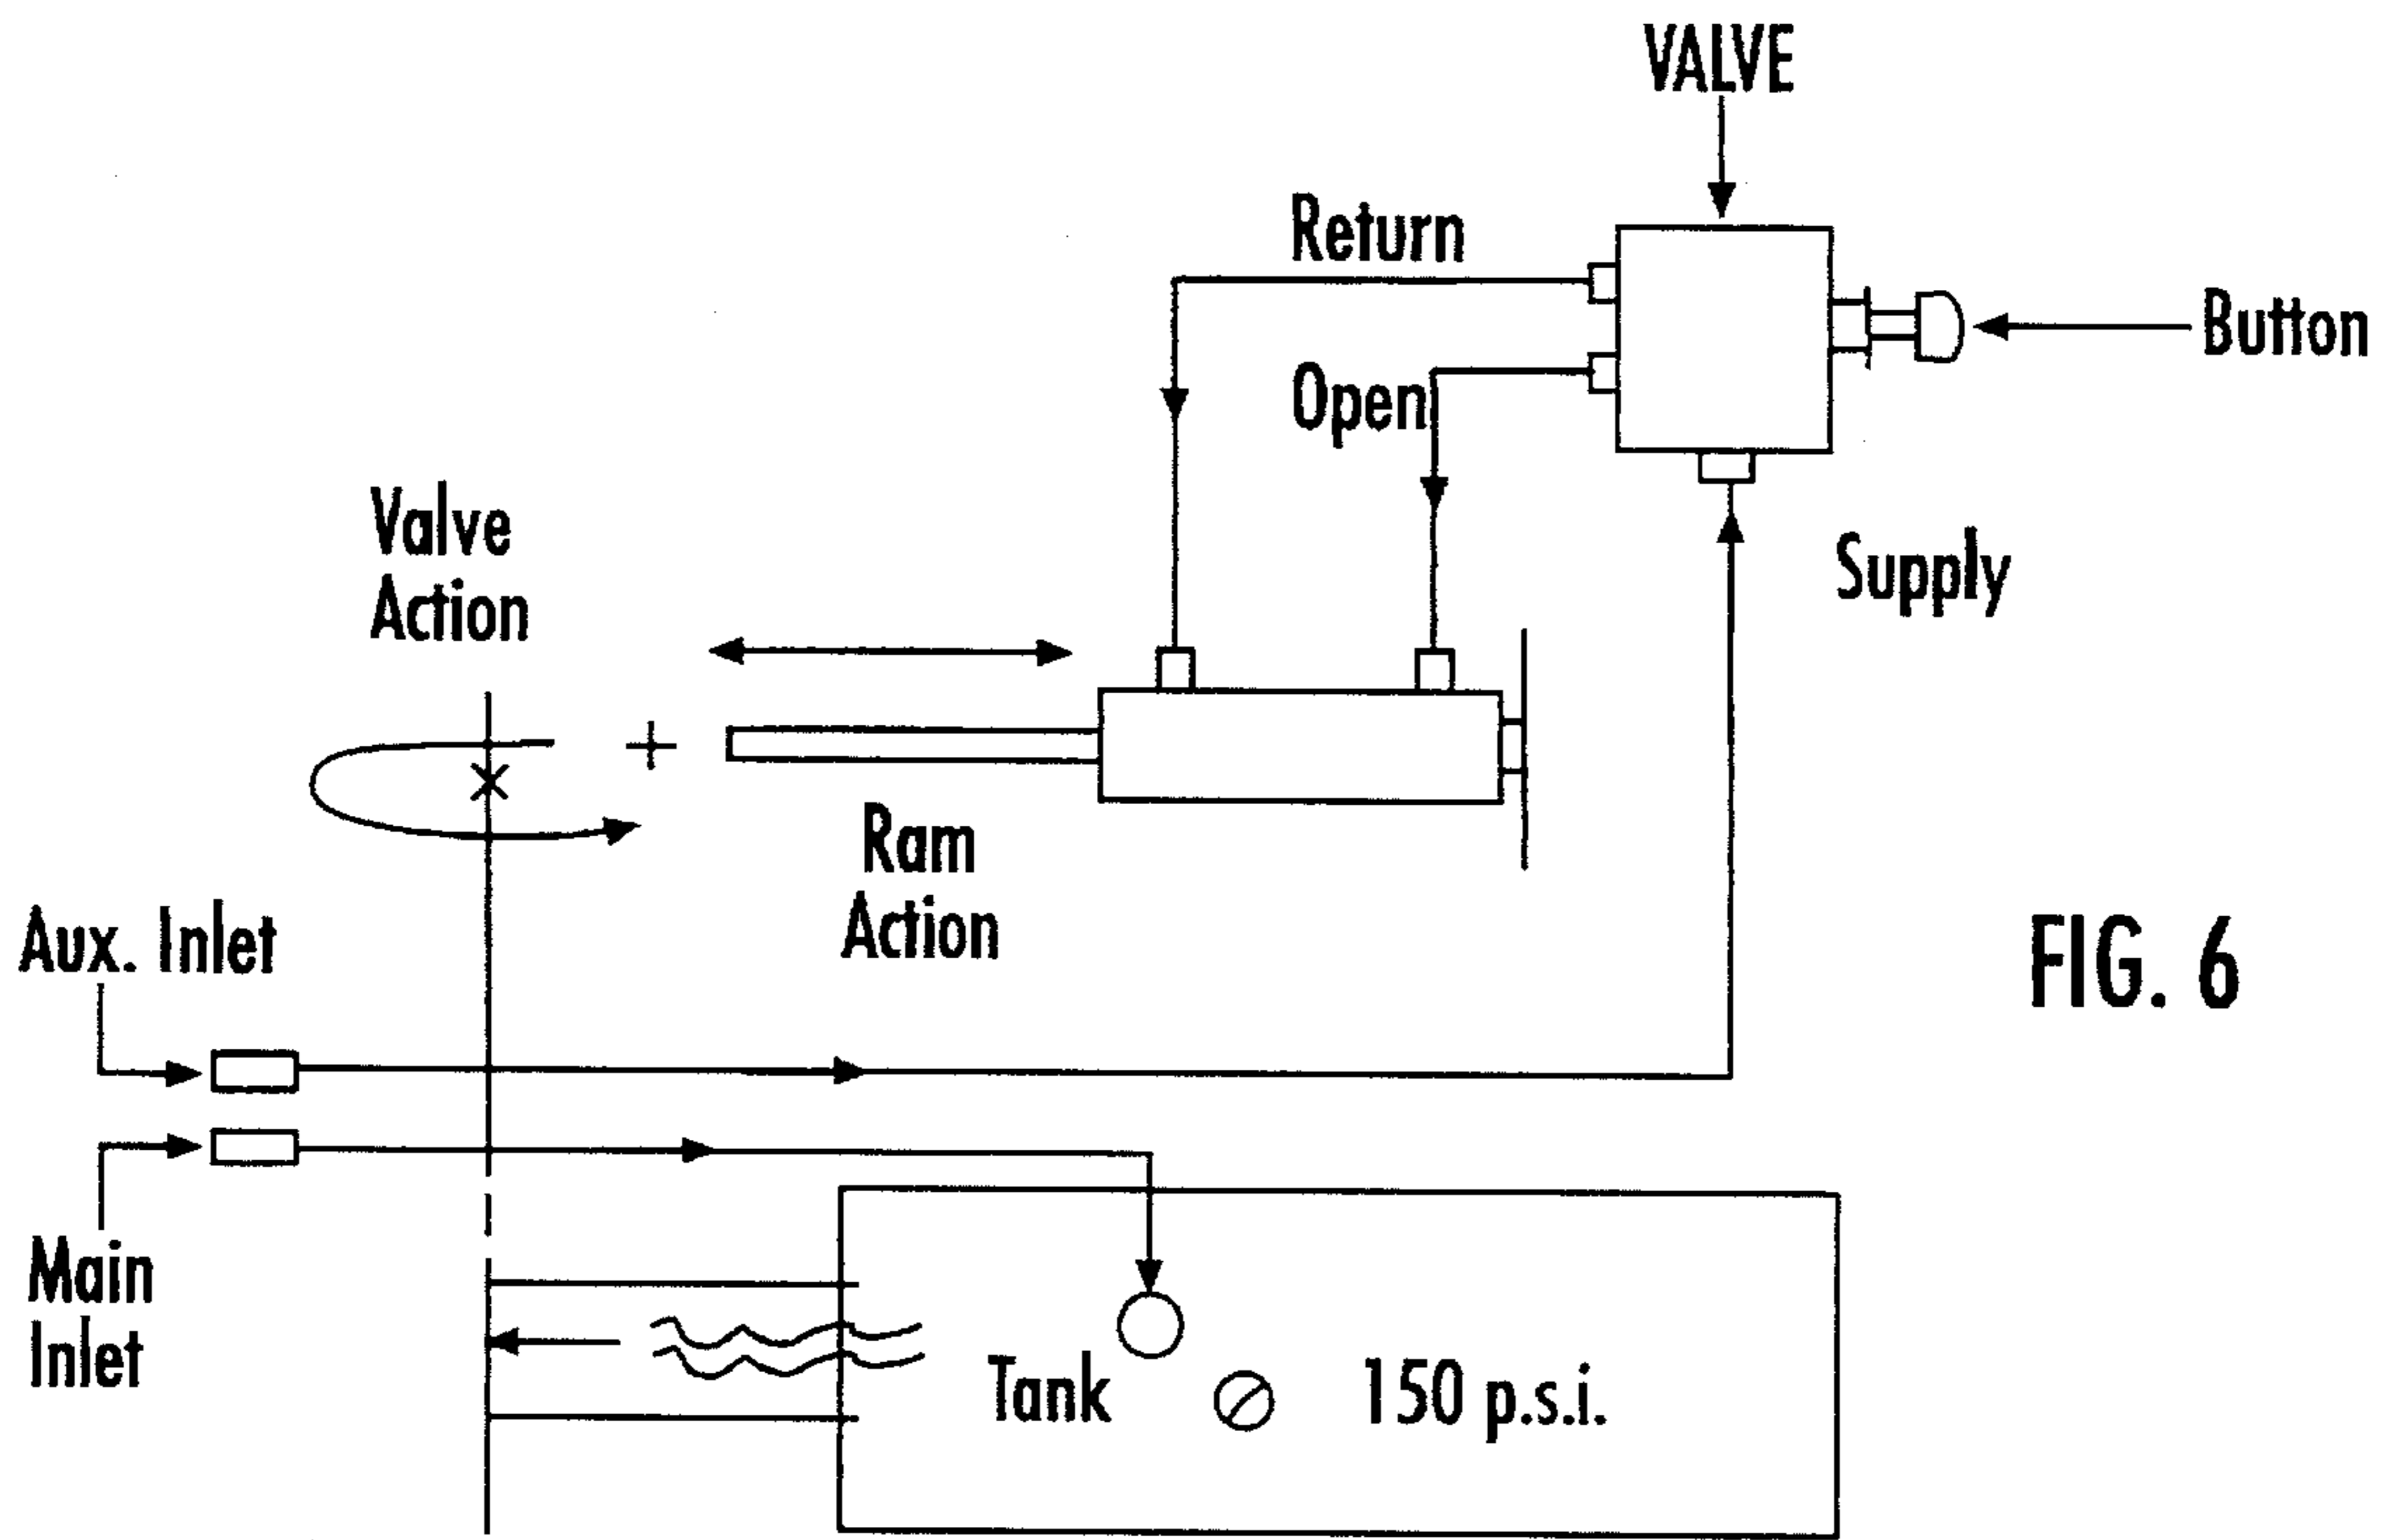 VALVE
Return
Button
Open
Valve
Action
Supply
Ram
Action
Aux. Inlet
FIG. 6
Main
Inlet
Tank
150 p.s.i.